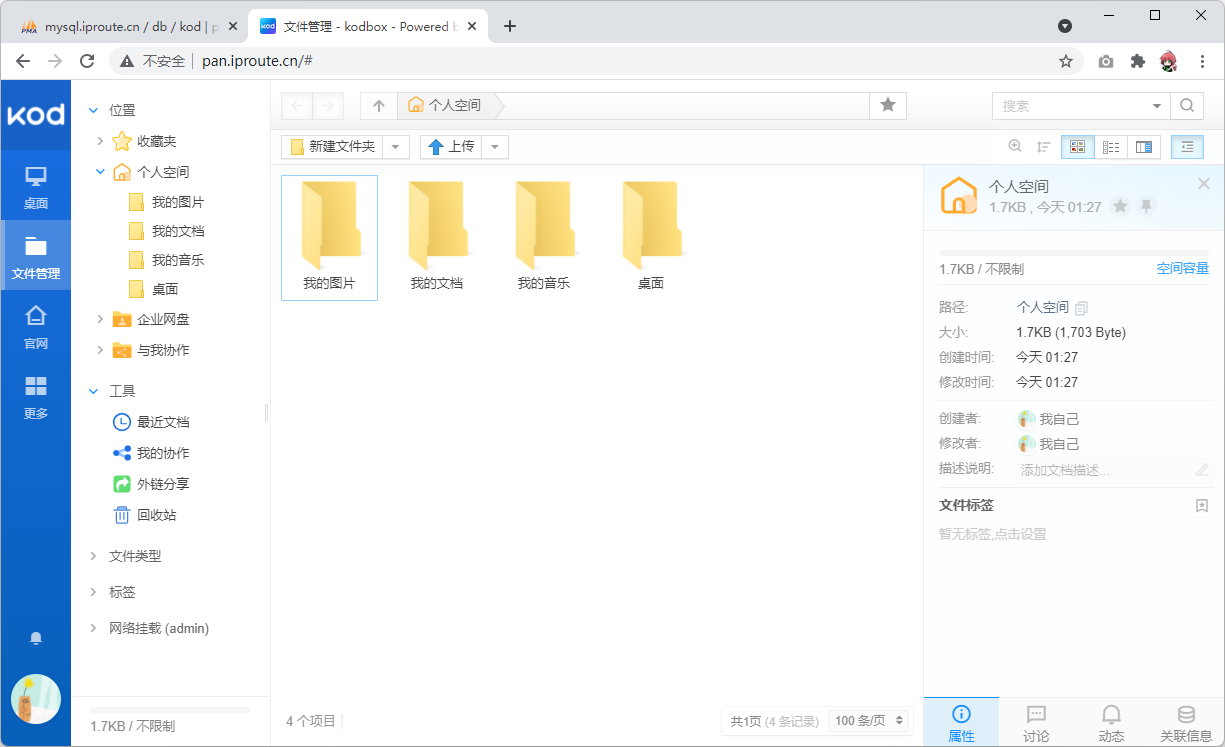 mysql.iproute.cn / db / kod | p
文件管理 - kodbox - Powered b
不安全 | pan.iproute.cn/#
kod
桌面
文件管理
官网
更多
位置
收藏夹
个人空间
我的图片
我的文档
我的音乐
桌面
企业网盘
与我协作
工具
最近文档
我的协作
外链分享
回收站
文件类型
标签
网络挂载 (admin)
1.7KB / 不限制
个人空间
搜索
新建文件夹
上传
我的图片
我的文档
我的音乐
桌面
4 个项目
共1页 (4 条记录)
100 条/页
个人空间
1.7KB , 今天 01:27
1.7KB / 不限制 空间容量
路径: 个人空间
大小: 1.7KB (1,703 Byte)
创建时间: 今天 01:27
修改时间: 今天 01:27
创建者: 我自己
修改者: 我自己
描述说明: 添加文档描述...
文件标签
暂无标签,点击设置
属性
讨论
动态
关联信息